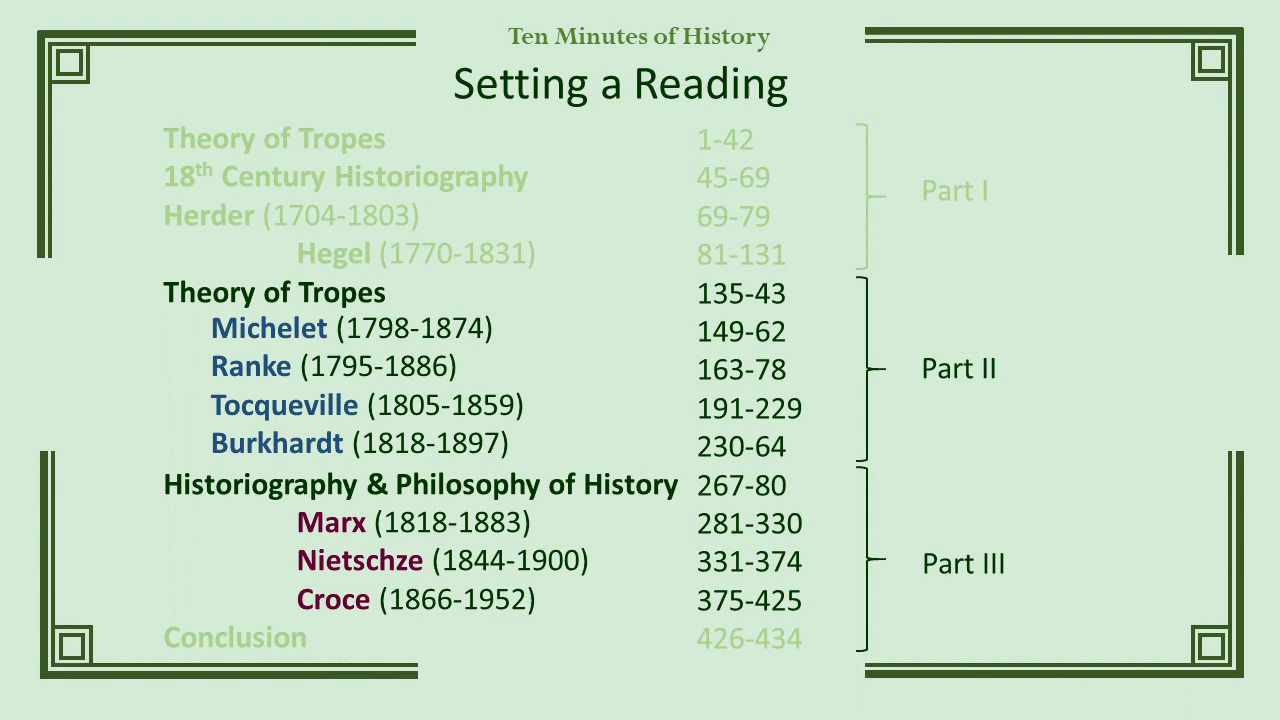 Ten Minutes of History
Setting a Reading
Theory of Tropes 1-42
18th Century Historiography 45-69
Herder (1704-1803) 69-79
Hegel (1770-1831) 81-131
Part I
Theory of Tropes 135-43
Michelet (1798-1874) 149-62
Ranke (1795-1886) 163-78
Tocqueville (1805-1859) 191-229
Burkhardt (1818-1897) 230-64
Part II
Historiography & Philosophy of History 267-80
Marx (1818-1883) 281-330
Nietschze (1844-1900) 331-374
Croce (1866-1952) 375-425
Conclusion 426-434
Part III